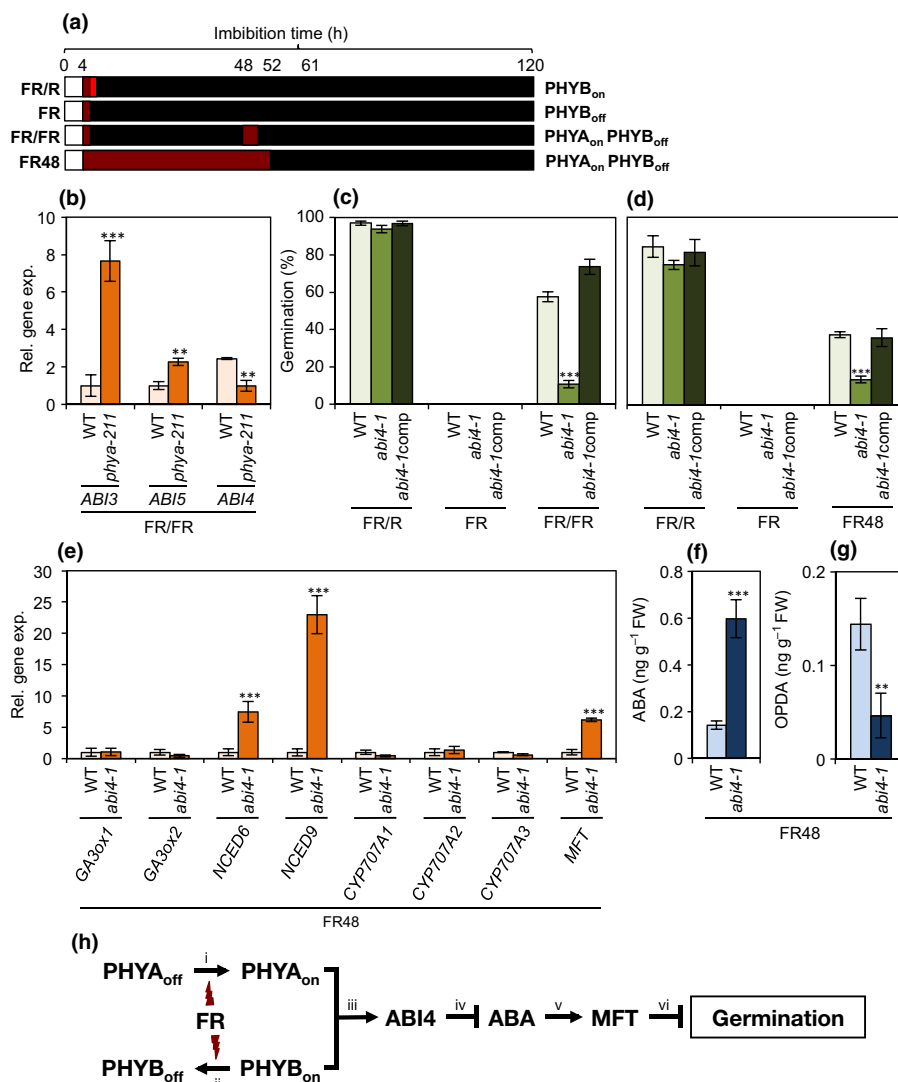 (a)
Imbibition time (h)
0 4 48 52 61 120
FR/R PHYBon
FR PHYBoff
FR/FR PHYAon PHYBoff
FR48 PHYAon PHYBoff
(b)
Rel. gene exp.
10
8
6
4
2
0
*** ** **
WT phya-211 WT phya-211 WT phya-211
ABI3 ABI5 ABI4
FR/FR
(c)
Germination (%)
100
80
60
40
20
0
***
WT abi4-1 abi4-1comp WT abi4-1 abi4-1comp WT abi4-1 abi4-1comp
FR/R FR FR/FR
(d)
***
WT abi4-1 abi4-1comp WT abi4-1 abi4-1comp WT abi4-1 abi4-1comp
FR/R FR FR48
(e)
Rel. gene exp.
30
25
20
15
10
5
0
*** *** ***
WT abi4-1 WT abi4-1 WT abi4-1 WT abi4-1 WT abi4-1 WT abi4-1 WT abi4-1 WT abi4-1
GA3ox1 GA3ox2 NCED6 NCED9 CYP707A1 CYP707A2 CYP707A3 MFT
FR48
(f)
ABA (ng g⁻¹ FW)
0.8
0.6
0.4
0.2
0
***
WT abi4-1
(g)
OPDA (ng g⁻¹ FW)
0.2
0.1
0
**
WT abi4-1
FR48
(h)
PHYAoff i PHYAon
FR iii ABI4 iv ABA v MFT vi Germination
PHYBoff ii PHYBon